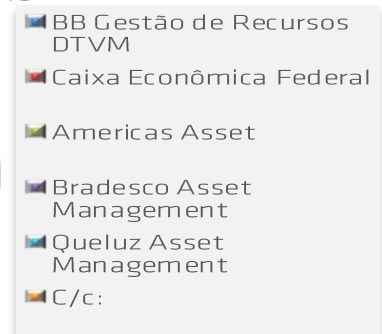 BB Gestão de Recursos
DTVM
Caixa Econômica Federal
Americas Asset
Bradesco Asset
Management
Queluz Asset
Management
C/c: